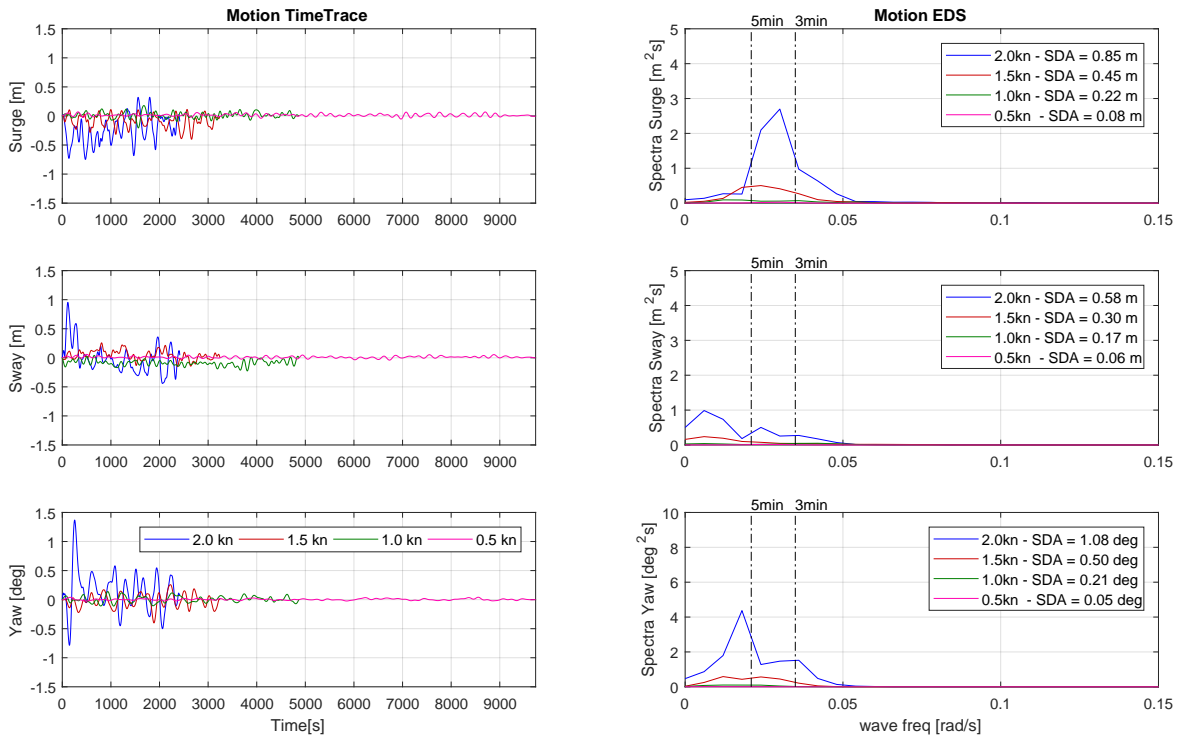 Motion TimeTrace
1.5
1
0.5
0
-0.5
-1
-1.5
Surge [m]
0 1000 2000 3000 4000 5000 6000 7000 8000 9000
Motion EDS
5min 3min
5
4
3
2
1
0
Spectra Surge [m²s]
2.0kn - SDA = 0.85 m
1.5kn - SDA = 0.45 m
1.0kn - SDA = 0.22 m
0.5kn - SDA = 0.08 m
0 0.05 0.1 0.15
1.5
1
0.5
0
-0.5
-1
-1.5
Sway [m]
0 1000 2000 3000 4000 5000 6000 7000 8000 9000
5min 3min
5
4
3
2
1
0
Spectra Sway [m²s]
2.0kn - SDA = 0.58 m
1.5kn - SDA = 0.30 m
1.0kn - SDA = 0.17 m
0.5kn - SDA = 0.06 m
0 0.05 0.1 0.15
1.5
1
0.5
0
-0.5
-1
-1.5
Yaw [deg]
2.0 kn 1.5 kn 1.0 kn 0.5 kn
0 1000 2000 3000 4000 5000 6000 7000 8000 9000
Time[s]
5min 3min
10
8
6
4
2
0
Spectra Yaw [deg²s]
2.0kn - SDA = 1.08 deg
1.5kn - SDA = 0.50 deg
1.0kn - SDA = 0.21 deg
0.5kn - SDA = 0.05 deg
0 0.05 0.1 0.15
wave freq [rad/s]